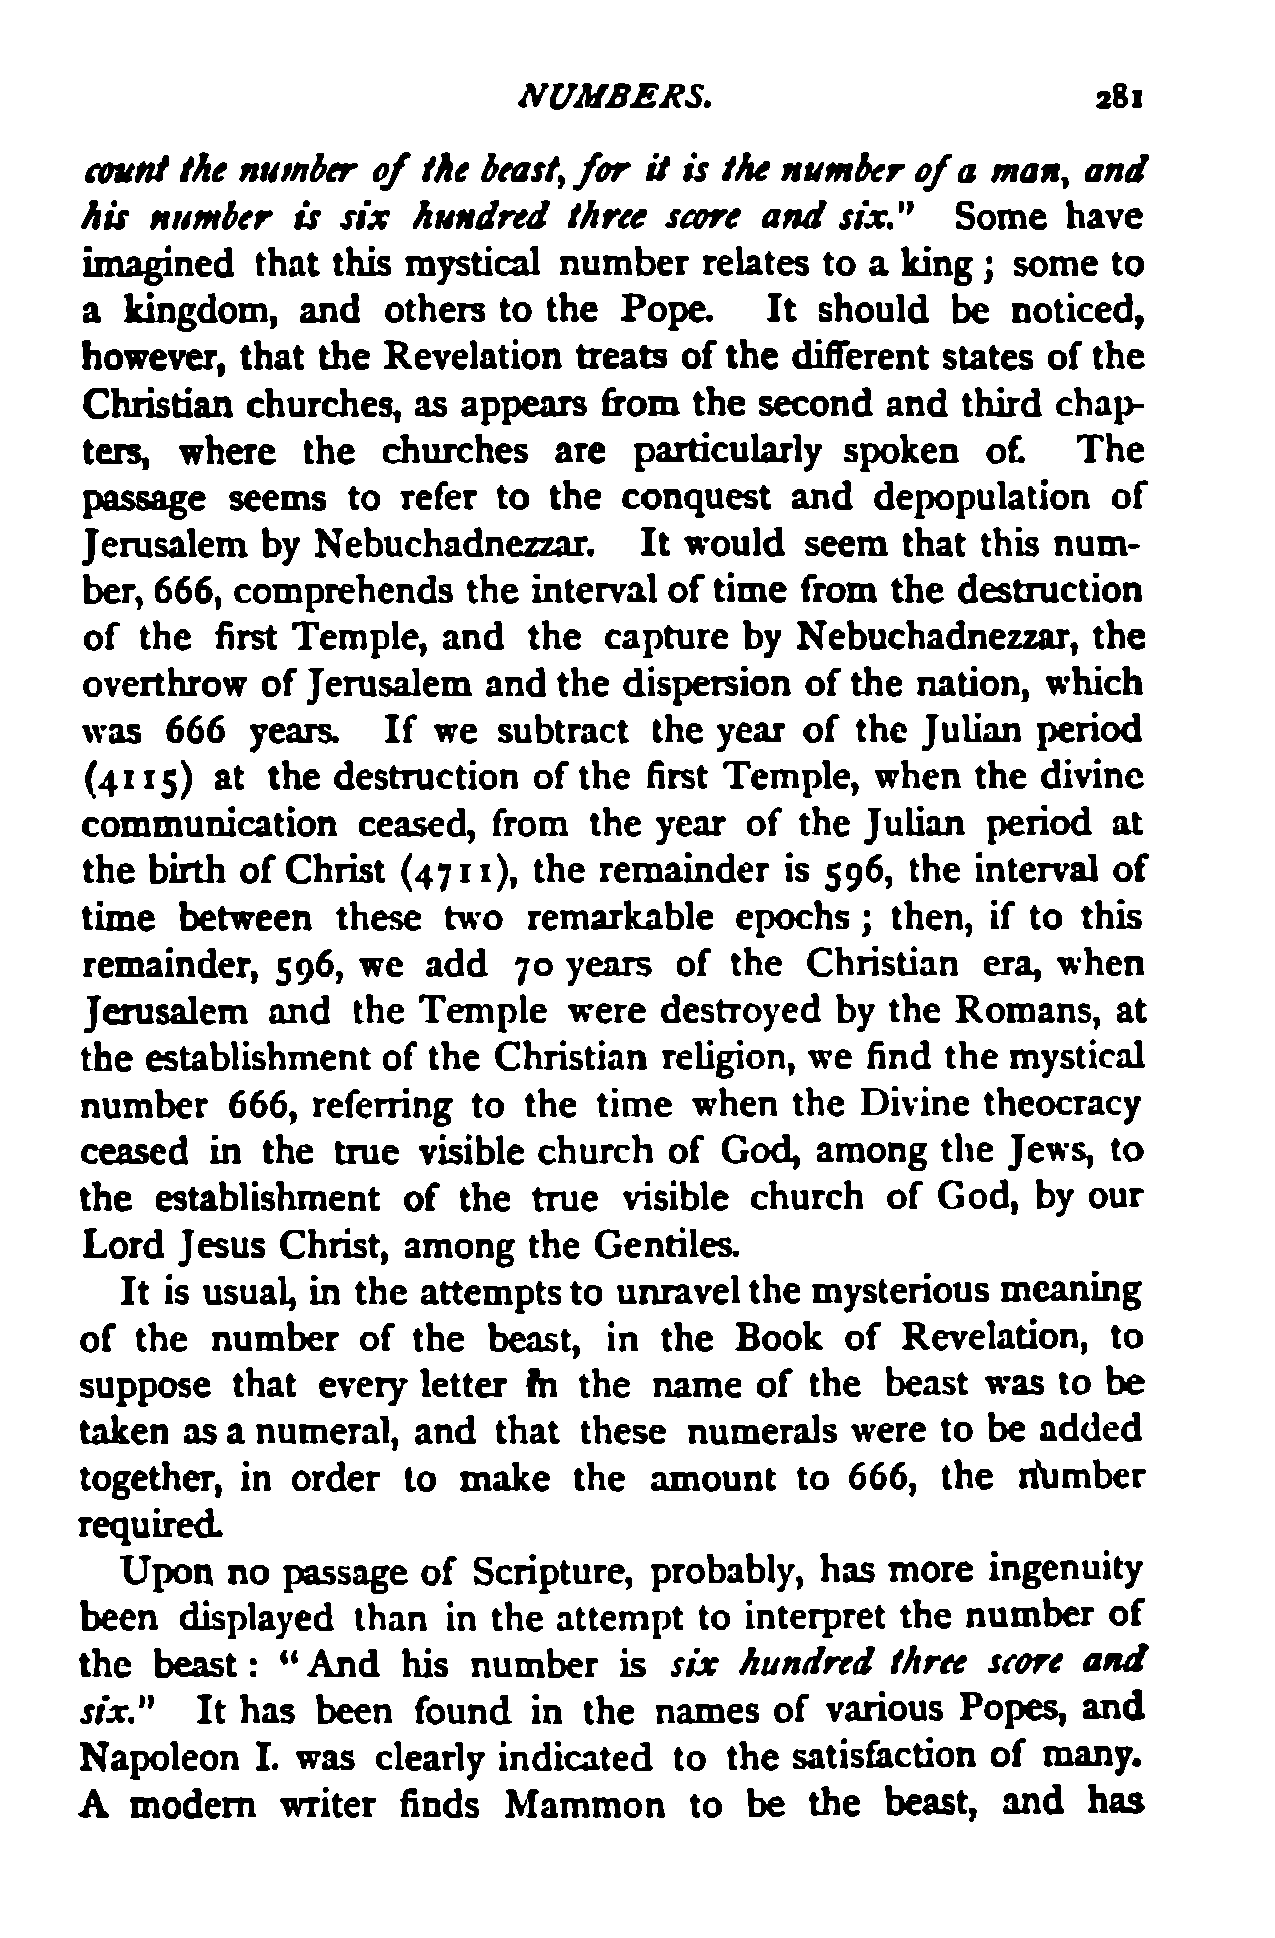 NUMBERS. 281
count the number of the beast, for it is the number of a man, and
his number is six hundred three score and six." Some have
imagined that this mystical number relates to a king ; some to
a kingdom, and others to the Pope. It should be noticed,
however, that the Revelation treats of the different states of the
Christian churches, as appears from the second and third chap-
ters, where the churches are particularly spoken of. The
passage seems to refer to the conquest and depopulation of
Jerusalem by Nebuchadnezzar. It would seem that this num-
ber, 666, comprehends the interval of time from the destruction
of the first Temple, and the capture by Nebuchadnezzar, the
overthrow of Jerusalem and the dispersion of the nation, which
was 666 years. If we subtract the year of the Julian period
(4115) at the destruction of the first Temple, when the divine
communication ceased, from the year of the Julian period at
the birth of Christ (4711), the remainder is 596, the interval of
time between these two remarkable epochs ; then, if to this
remainder, 596, we add 70 years of the Christian era, when
Jerusalem and the Temple were destroyed by the Romans, at
the establishment of the Christian religion, we find the mystical
number 666, referring to the time when the Divine theocracy
ceased in the true visible church of God, among the Jews, to
the establishment of the true visible church of God, by our
Lord Jesus Christ, among the Gentiles.
It is usual, in the attempts to unravel the mysterious meaning
of the number of the beast, in the Book of Revelation, to
suppose that every letter in the name of the beast was to be
taken as a numeral, and that these numerals were to be added
together, in order to make the amount to 666, the number
required.
Upon no passage of Scripture, probably, has more ingenuity
been displayed than in the attempt to interpret the number of
the beast : "And his number is six hundred three score and
six." It has been found in the names of various Popes, and
Napoleon I. was clearly indicated to the satisfaction of many.
A modern writer finds Mammon to be the beast, and has